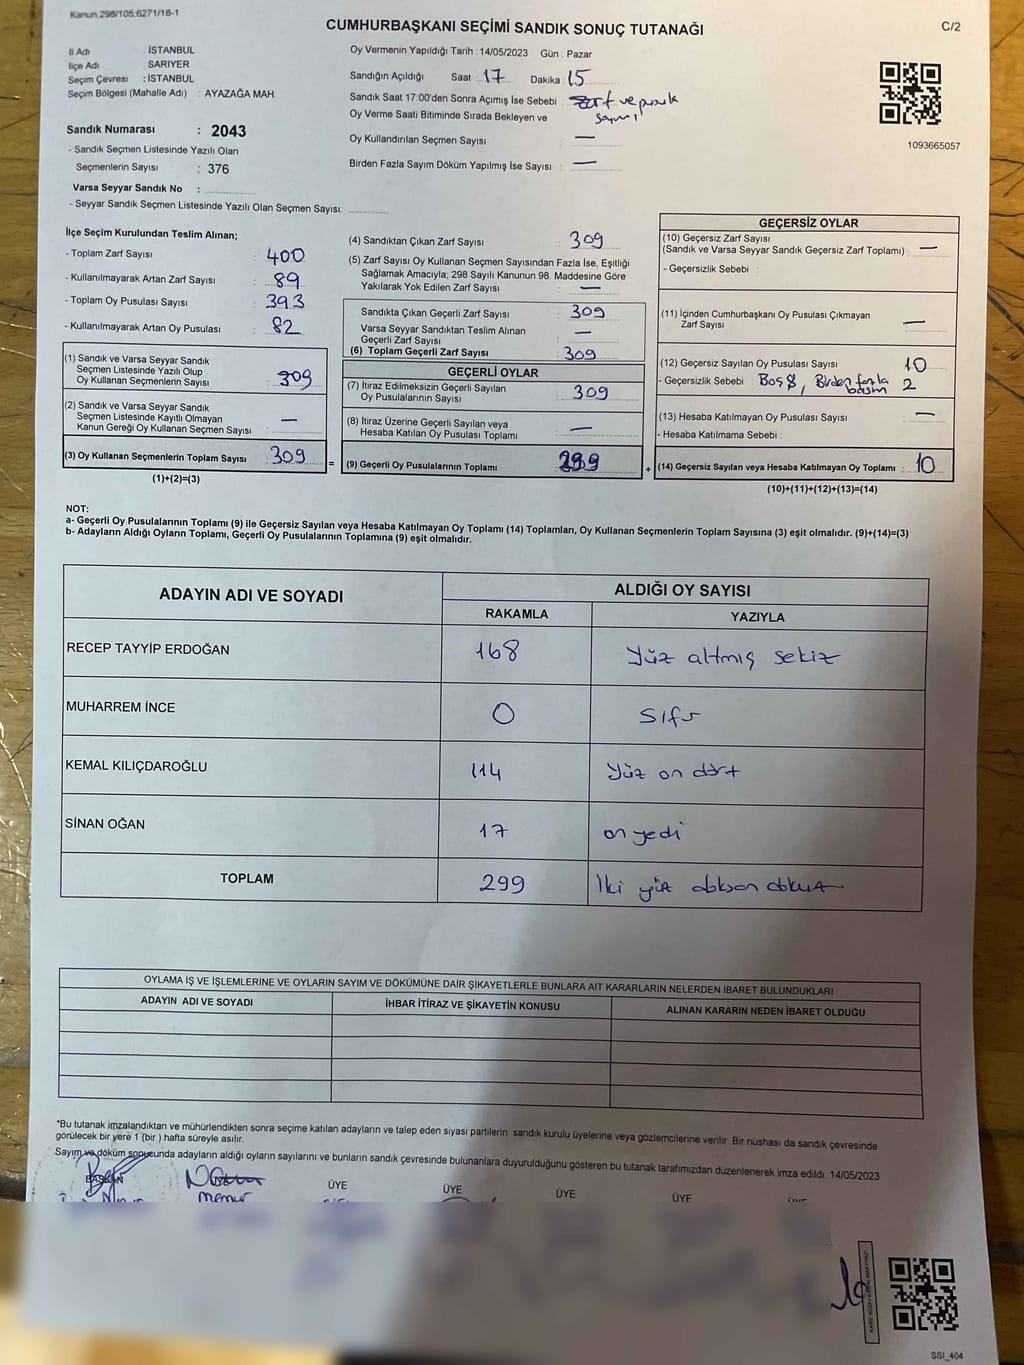 Kanun,298/105,6271/16-1
CUMHURBAŞKANI SEÇİMİ SANDIK SONUÇ TUTANAĞI
C/2
İl Adı İSTANBUL
İlçe Adı SARIYER
Seçim Çevresi : İSTANBUL
Seçim Bölgesi (Mahalle Adı) : AYAZAĞA MAH.
Sandık Numarası : 2043
- Sandık Seçmen Listesinde Yazılı Olan
Seçmenlerin Sayısı : 376
Varsa Seyyar Sandık No :
- Seyyar Sandık Seçmen Listesinde Yazılı Olan Seçmen Sayısı:
Oy Vermenin Yapıldığı Tarih : 14/05/2023 Gün : Pazar
Sandığın Açıldığı Saat 17 Dakika 15
Sandık Saat 17:00'den Sonra Açımış İse Sebebi : zarf ve pusula
sayımı
Oy Verme Saati Bitiminde Sırada Bekleyen ve
Oy Kullandırılan Seçmen Sayısı : —
Birden Fazla Sayım Döküm Yapılmış İse Sayısı : —
1093665057
İlçe Seçim Kurulundan Teslim Alınan;
- Toplam Zarf Sayısı : 400
- Kullanılmayarak Artan Zarf Sayısı : 89
- Toplam Oy Pusulası Sayısı : 393
- Kullanılmayarak Artan Oy Pusulası : 82
(1) Sandık ve Varsa Seyyar Sandık
Seçmen Listesinde Yazılı Olup
Oy Kullanan Seçmenlerin Sayısı : 309
(2) Sandık ve Varsa Seyyar Sandık
Seçmen Listesinde Kayıtlı Olmayan
Kanun Gereği Oy Kullanan Seçmen Sayısı : —
(3) Oy Kullanan Seçmenlerin Toplam Sayısı : 309
(1)+(2)=(3)
(4) Sandıktan Çıkan Zarf Sayısı : 309
(5) Zarf Sayısı Oy Kullanan Seçmen Sayısından Fazla İse, Eşitliği
Sağlamak Amacıyla; 298 Sayılı Kanunun 98. Maddesine Göre
Yakılarak Yok Edilen Zarf Sayısı : —
Sandıkta Çıkan Geçerli Zarf Sayısı : 309
Varsa Seyyar Sandıktan Teslim Alınan
Geçerli Zarf Sayısı : —
(6) Toplam Geçerli Zarf Sayısı : 309
GEÇERLİ OYLAR
(7) İtiraz Edilmeksizin Geçerli Sayılan
Oy Pusulalarının Sayısı : 309
(8) İtiraz Üzerine Geçerli Sayılan veya
Hesaba Katılan Oy Pusulası Toplamı : —
= (9) Geçerli Oy Pusulalarının Toplamı : 299
GEÇERSİZ OYLAR
(10) Geçersiz Zarf Sayısı
(Sandık ve Varsa Seyyar Sandık Geçersiz Zarf Toplamı) : —
- Geçersizlik Sebebi :
(11) İçinden Cumhurbaşkanı Oy Pusulası Çıkmayan
Zarf Sayısı : —
(12) Geçersiz Sayılan Oy Pusulası Sayısı : 10
- Geçersizlik Sebebi : Boş 8, Birden fazla 2
basım
(13) Hesaba Katılmayan Oy Pusulası Sayısı : —
- Hesaba Katılmama Sebebi :
+ (14) Geçersiz Sayılan veya Hesaba Katılmayan Oy Toplamı : 10
(10)+(11)+(12)+(13)=(14)
NOT:
a- Geçerli Oy Pusulalarının Toplamı (9) ile Geçersiz Sayılan veya Hesaba Katılmayan Oy Toplamı (14) Toplamları, Oy Kullanan Seçmenlerin Toplam Sayısına (3) eşit olmalıdır. (9)+(14)=(3)
b- Adayların Aldığı Oyların Toplamı, Geçerli Oy Pusulalarının Toplamına (9) eşit olmalıdır.
ADAYIN ADI VE SOYADI ALDIĞI OY SAYISI
RAKAMLA YAZIYLA
RECEP TAYYİP ERDOĞAN 168 Yüz altmış sekiz
MUHARREM İNCE 0 Sıfır
KEMAL KILIÇDAROĞLU 114 Yüz on dört
SİNAN OĞAN 17 on yedi
TOPLAM 299 İki yüz doksan dokuz
OYLAMA İŞ VE İŞLEMLERİNE VE OYLARIN SAYIM VE DÖKÜMÜNE DAİR ŞİKAYETLERLE BUNLARA AİT KARARLARIN NELERDEN İBARET BULUNDUKLARI
ADAYIN ADI VE SOYADI İHBAR İTİRAZ VE ŞİKAYETİN KONUSU ALINAN KARARIN NEDEN İBARET OLDUĞU
*Bu tutanak imzalandıktan ve mühürlendikten sonra seçime katılan adayların ve talep eden siyasi partilerin sandık kurulu üyelerine veya gözlemcilerine verilir. Bir nüshası da sandık çevresinde
görülecek bir yere 1 (bir ) hafta süreyle asılır.
Sayım ve döküm sonucunda adayların aldığı oyların sayılarını ve bunların sandık çevresinde bulunanlara duyurulduğunu gösteren bu tutanak tarafımızdan düzenlenerek imza edildi. 14/05/2023
BAŞKAN ÜYE ÜYE ÜYE ÜYE
memur
SSI_404